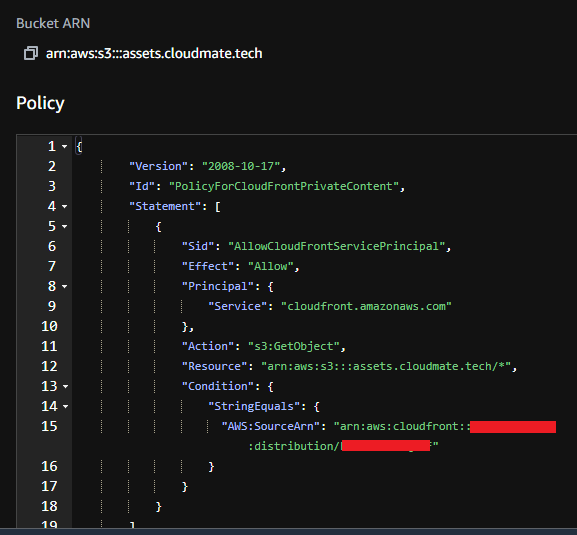 Bucket ARN
arn:aws:s3:::assets.cloudmate.tech
Policy
1 {
2 "Version": "2008-10-17",
3 "Id": "PolicyForCloudFrontPrivateContent",
4 "Statement": [
5 {
6 "Sid": "AllowCloudFrontServicePrincipal",
7 "Effect": "Allow",
8 "Principal": {
9 "Service": "cloudfront.amazonaws.com"
10 },
11 "Action": "s3:GetObject",
12 "Resource": "arn:aws:s3:::assets.cloudmate.tech/*",
13 "Condition": {
14 "StringEquals": {
15 "AWS:SourceArn": "arn:aws:cloudfront::
:distribution/"
16 }
17 }
18 }
19 ]